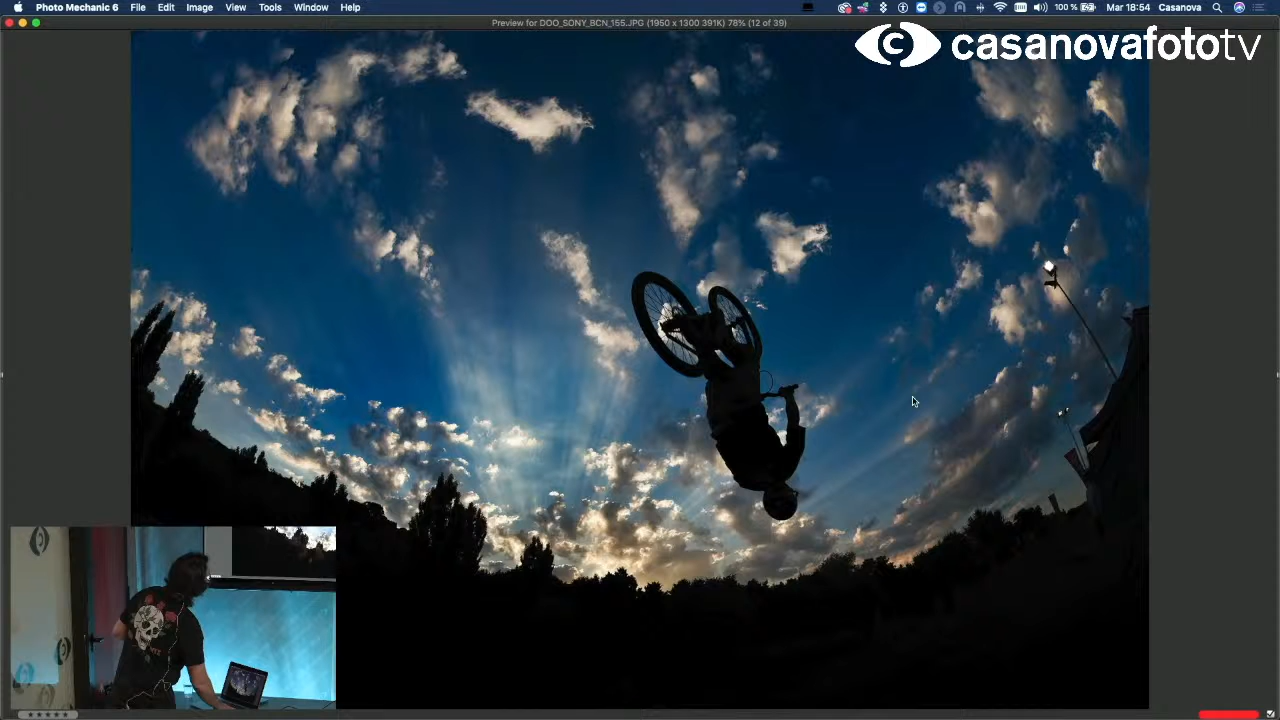 Photo Mechanic 6 File Edit Image View Tools Window Help 100 % Mar 18:54 Casanova
Preview for DOO_SONY_BCN_155.JPG (1950 x 1300 391K) 78% (12 of 39)
casanovafototv